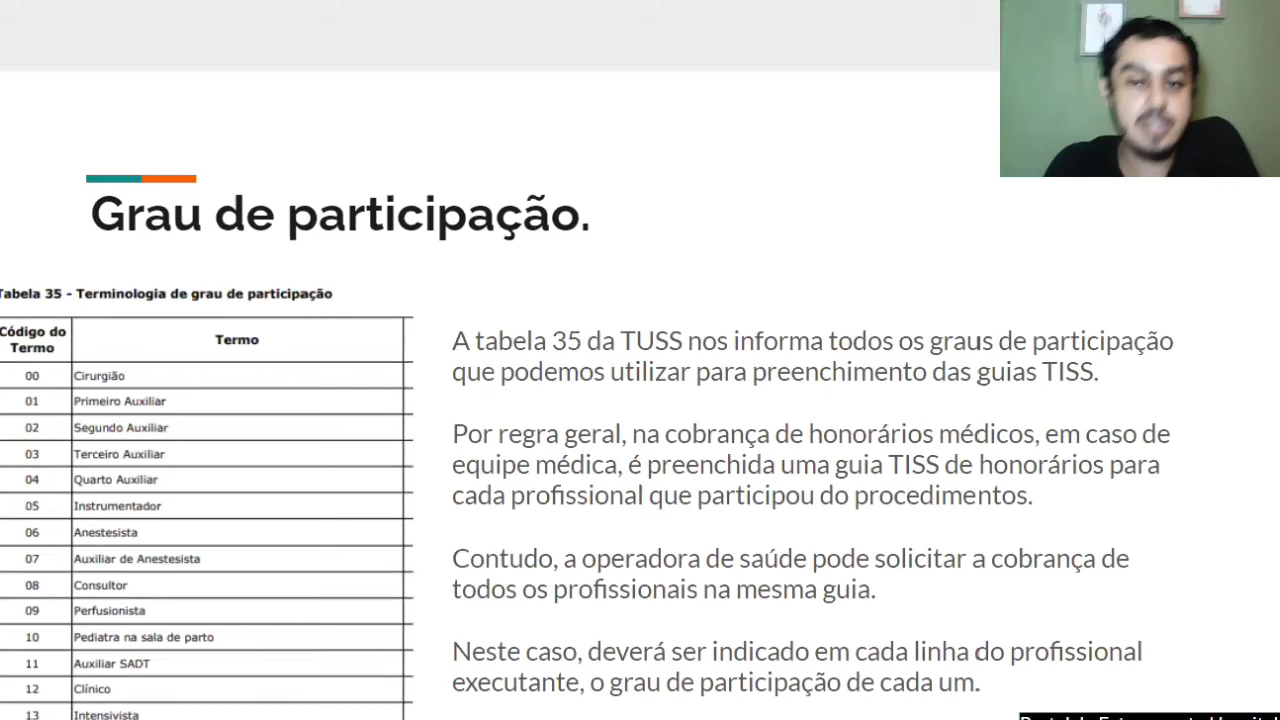 Grau de participação.
Tabela 35 - Terminologia de grau de participação
Código do Termo
Termo
00 Cirurgião
01 Primeiro Auxiliar
02 Segundo Auxiliar
03 Terceiro Auxiliar
04 Quarto Auxiliar
05 Instrumentador
06 Anestesista
07 Auxiliar de Anestesista
08 Consultor
09 Perfusionista
10 Pediatra na sala de parto
11 Auxiliar SADT
12 Clínico
13 Intensivista
A tabela 35 da TUSS nos informa todos os graus de participação
que podemos utilizar para preenchimento das guias TISS.
Por regra geral, na cobrança de honorários médicos, em caso de
equipe médica, é preenchida uma guia TISS de honorários para
cada profissional que participou do procedimentos.
Contudo, a operadora de saúde pode solicitar a cobrança de
todos os profissionais na mesma guia.
Neste caso, deverá ser indicado em cada linha do profissional
executante, o grau de participação de cada um.